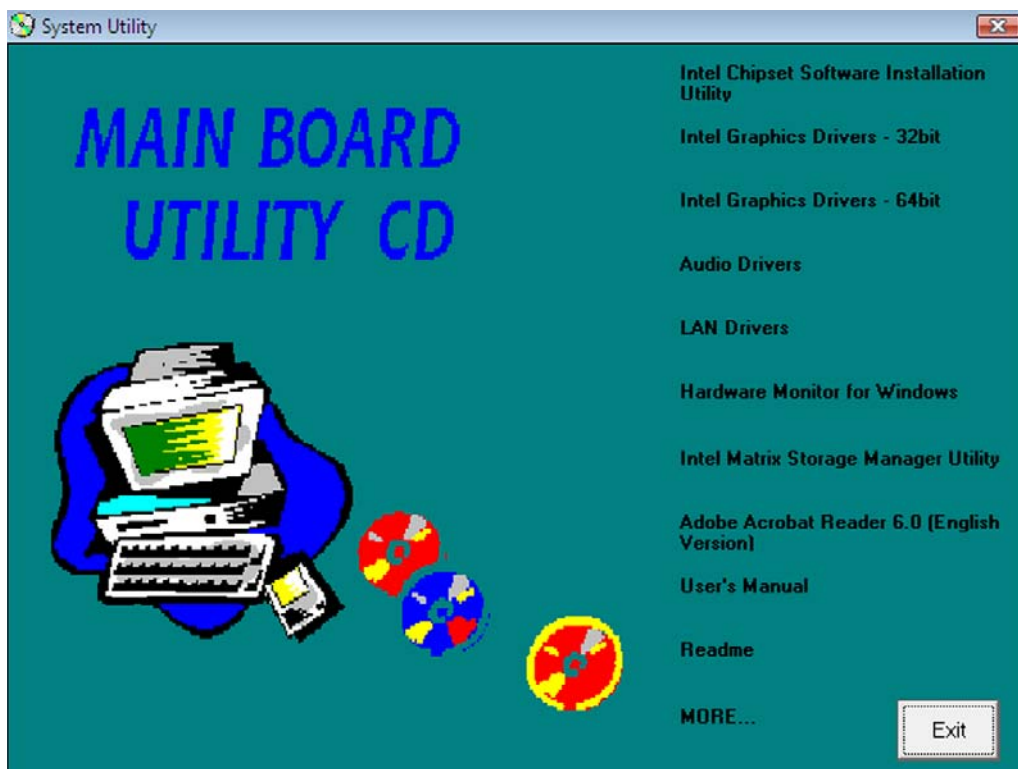 System Utility
MAIN BOARD
UTILITY CD
Intel Chipset Software Installation
Utility
Intel Graphics Drivers - 32bit
Intel Graphics Drivers - 64bit
Audio Drivers
LAN Drivers
Hardware Monitor for Windows
Intel Matrix Storage Manager Utility
Adobe Acrobat Reader 6.0 (English
Version)
User's Manual
Readme
MORE...
Exit